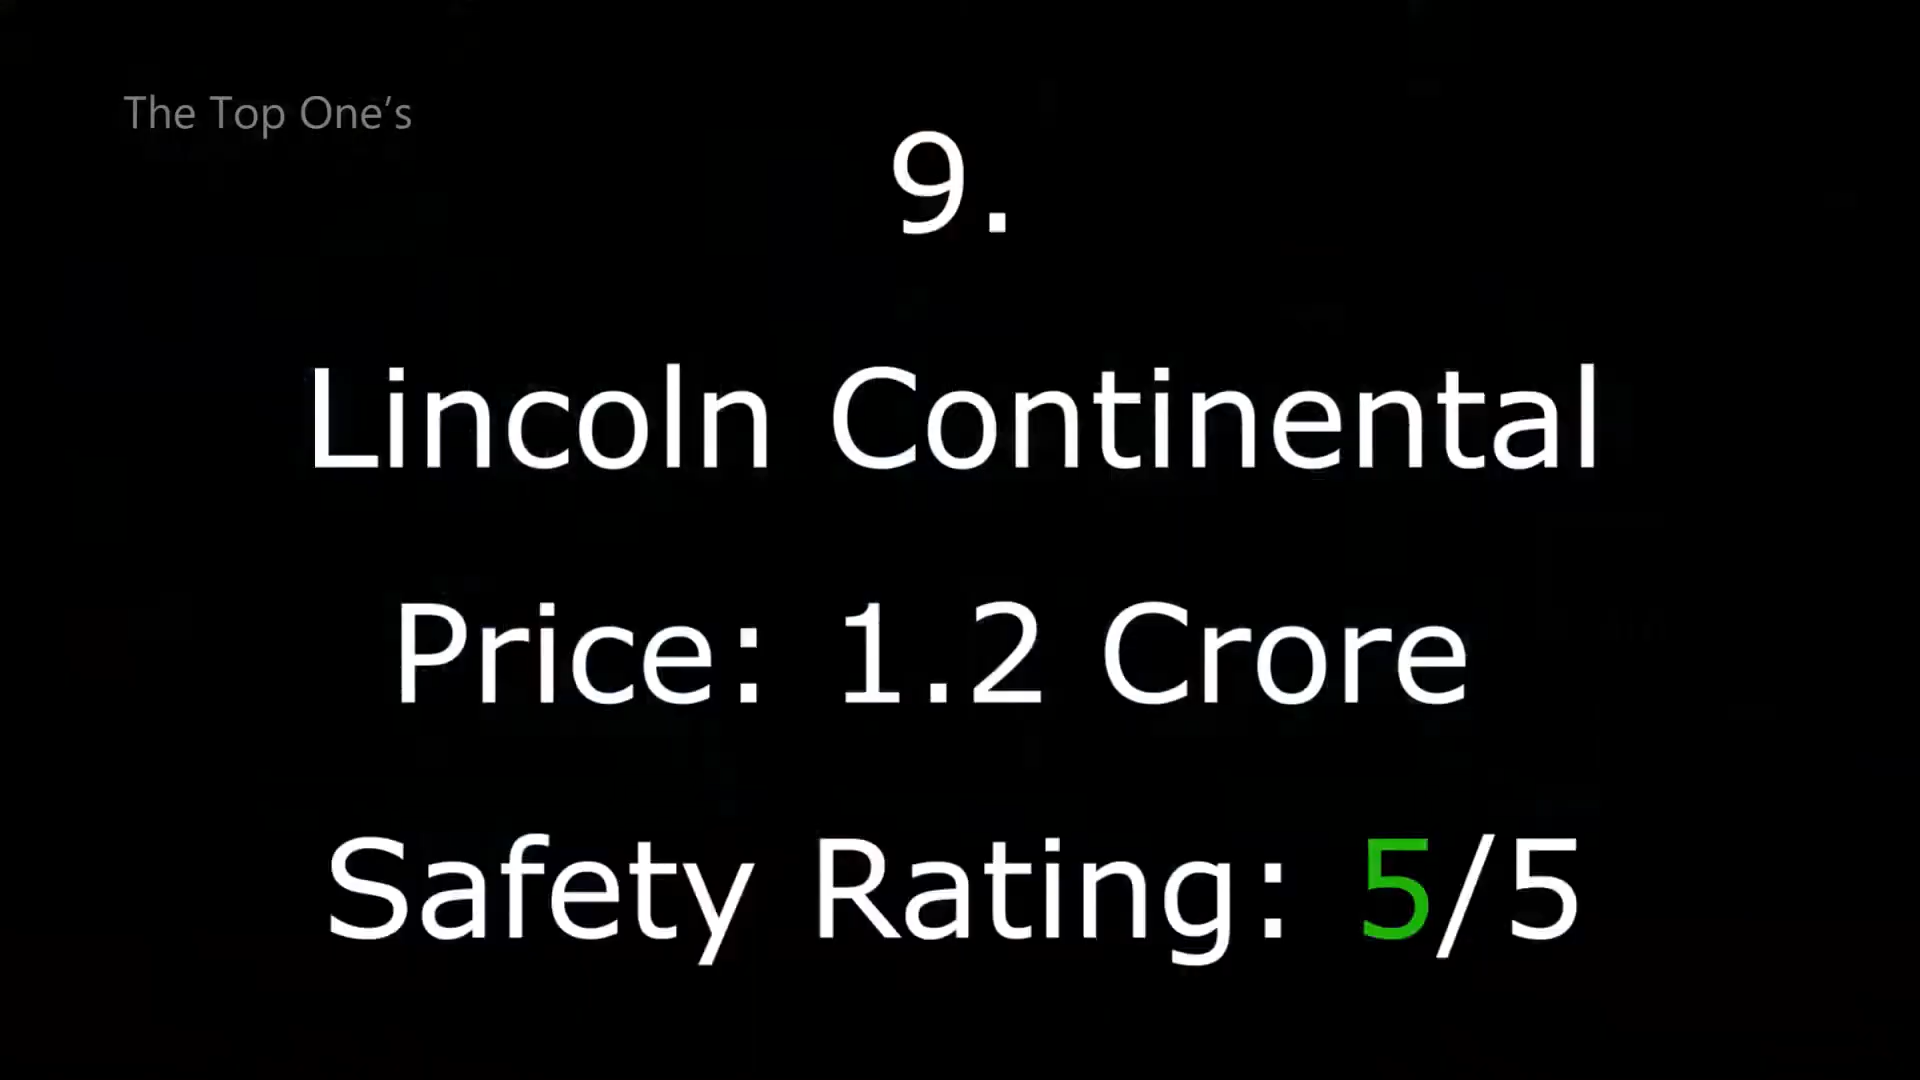 The Top One’s
9.
Lincoln Continental
Price: 1.2 Crore
Safety Rating: 5/5